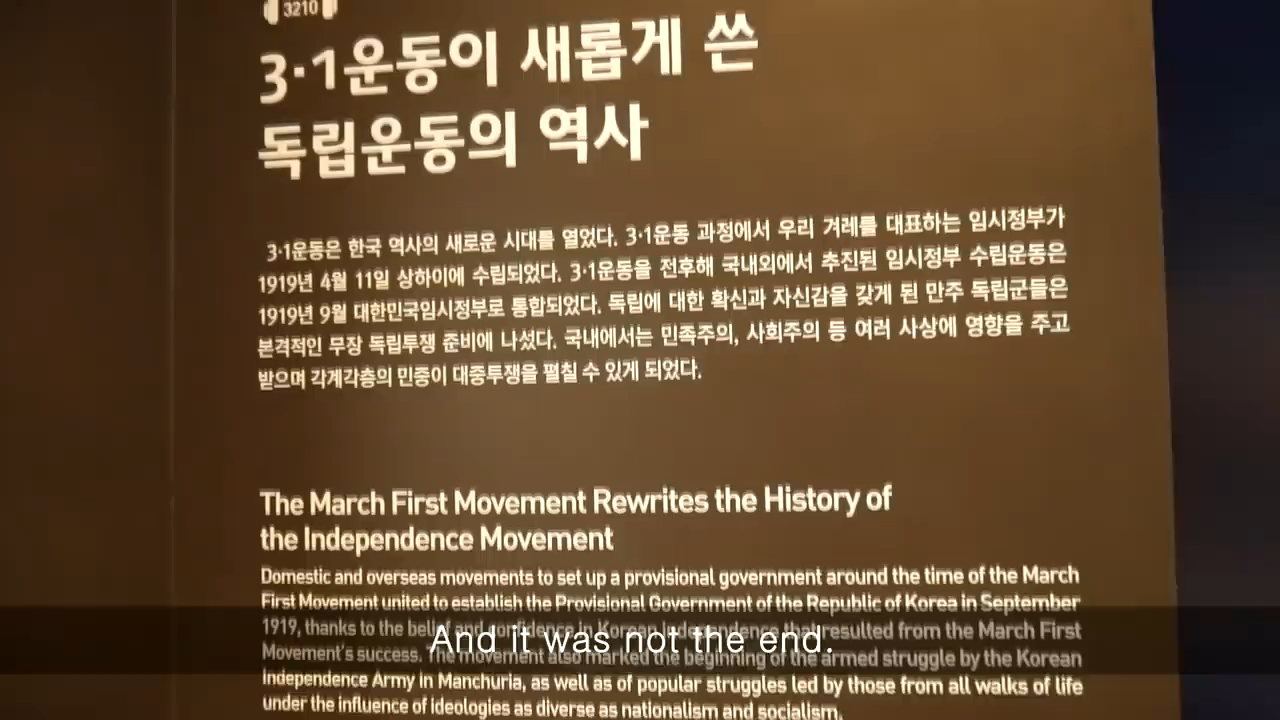 3210
3·1운동이 새롭게 쓴
독립운동의 역사
3·1운동은 한국 역사의 새로운 시대를 열었다. 3·1운동 과정에서 우리 겨레를 대표하는 임시정부가
1919년 4월 11일 상하이에 수립되었다. 3·1운동을 전후해 국내외에서 추진된 임시정부 수립운동은
1919년 9월 대한민국임시정부로 통합되었다. 독립에 대한 확신과 자신감을 갖게 된 만주 독립군들은
본격적인 무장 독립투쟁 준비에 나섰다. 국내에서는 민족주의, 사회주의 등 여러 사상에 영향을 주고
받으며 각계각층의 민중이 대중투쟁을 펼칠 수 있게 되었다.
The March First Movement Rewrites the History of
the Independence Movement
Domestic and overseas movements to set up a provisional government around the time of the March
First Movement united to establish the Provisional Government of the Republic of Korea in September
1919, thanks to the belief and confidence in Korean independence that resulted from the March First
And it was not the end.
Movement's success. The movement also marked the beginning of the armed struggle by the Korean
Independence Army in Manchuria, as well as of popular struggles led by those from all walks of life
under the influence of ideologies as diverse as nationalism and socialism.